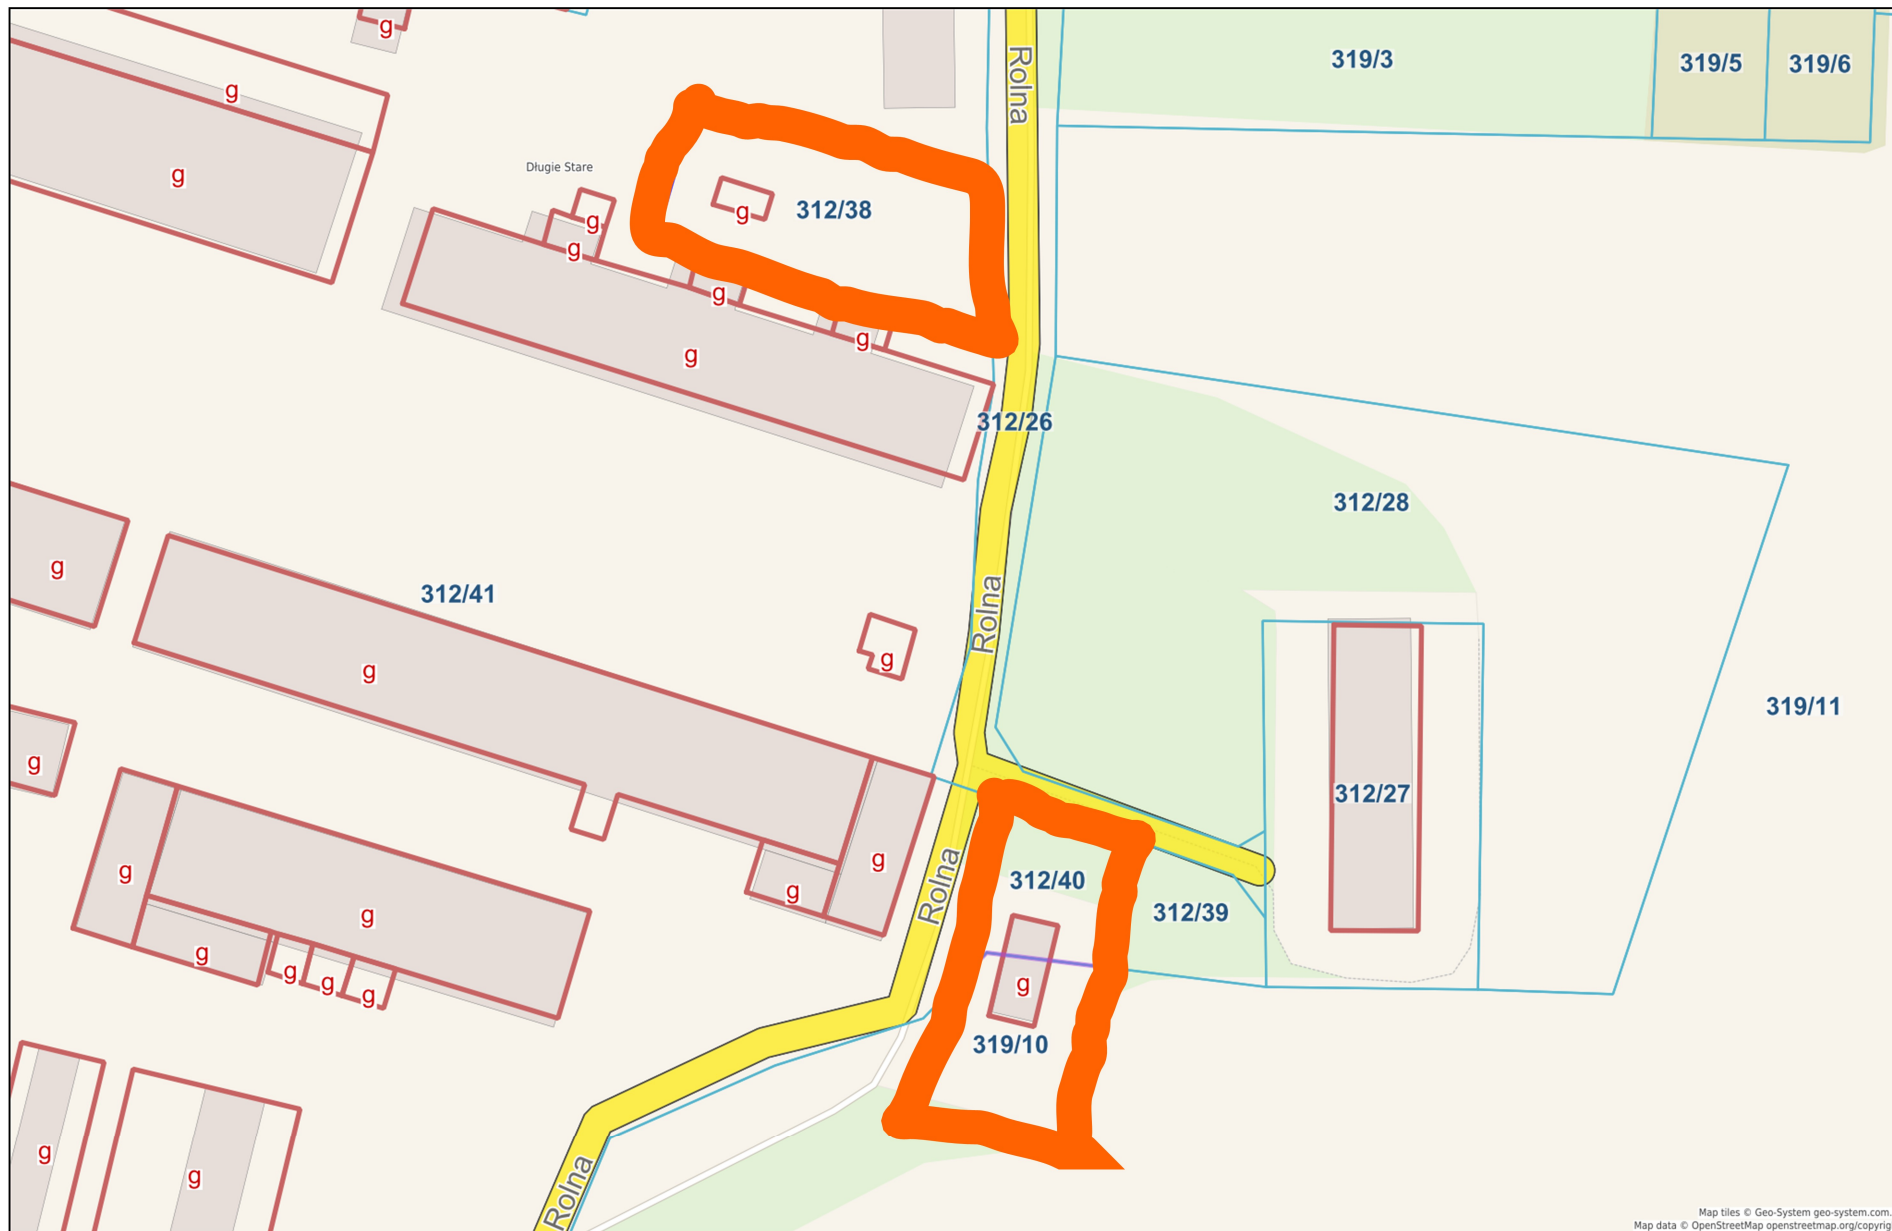 g
Rolna
319/3
319/5
319/6
g
Długie Stare
g
312/38
g
g
g
g
g
g
312/26
312/28
g
312/41
Rolna
g
g
319/11
g
312/27
g
g
Rolna
312/40
312/39
g
g
g
g
g
g
g
g
319/10
g
g
Rolna
Map tiles © Geo-System geo-system.com.
Map data © OpenStreetMap openstreetmap.org/copyrig